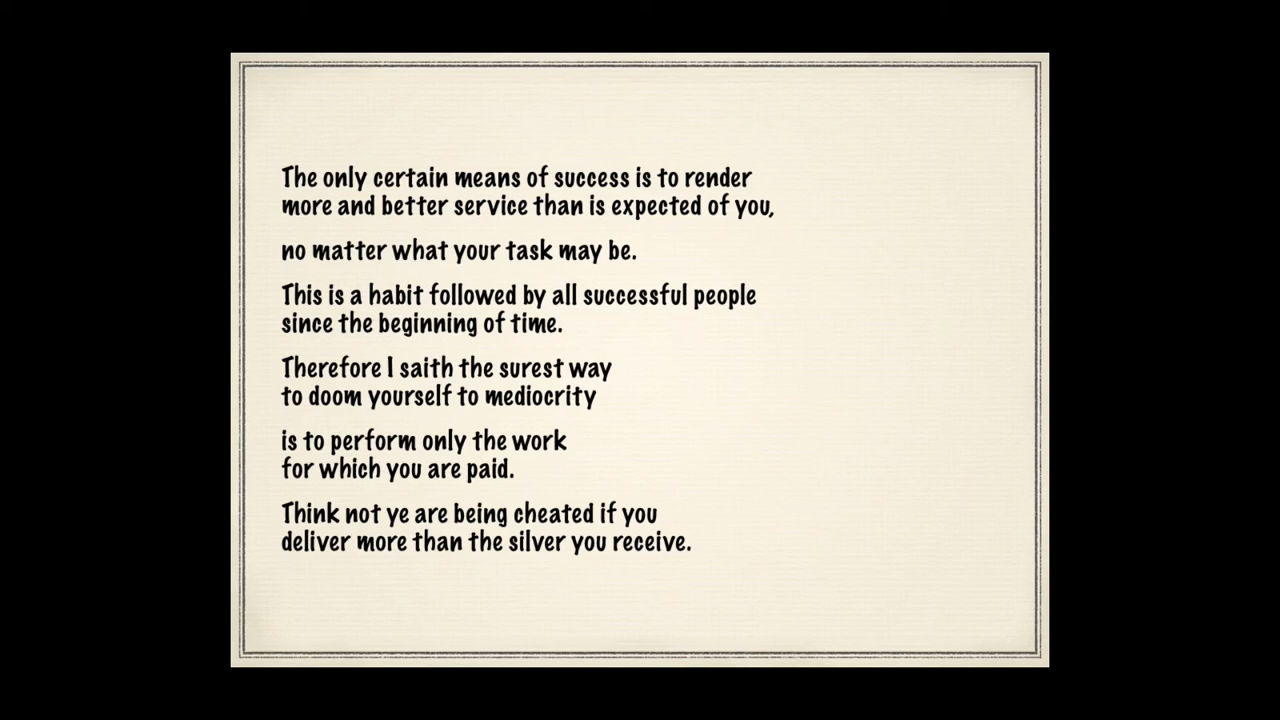 The only certain means of success is to render
more and better service than is expected of you,
no matter what your task may be.
This is a habit followed by all successful people
since the beginning of time.
Therefore I saith the surest way
to doom yourself to mediocrity
is to perform only the work
for which you are paid.
Think not ye are being cheated if you
deliver more than the silver you receive.